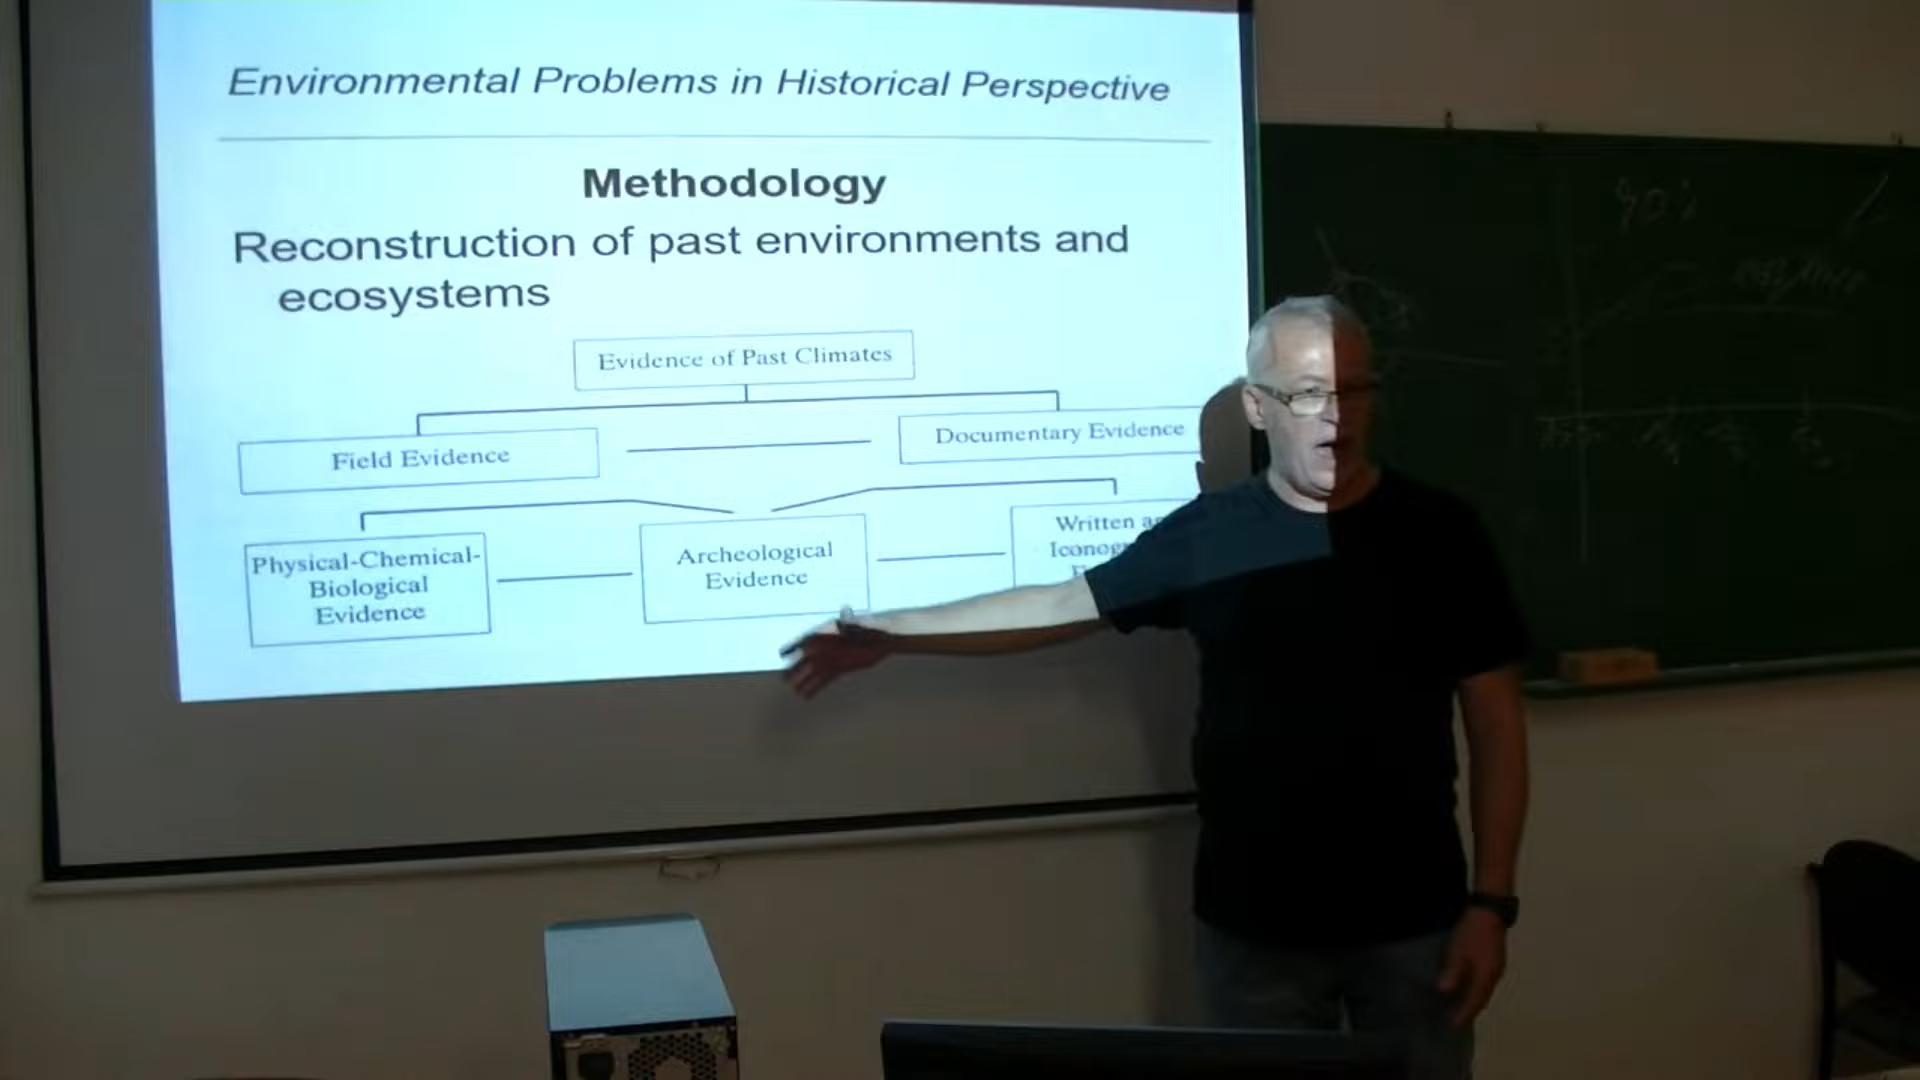 Environmental Problems in Historical Perspective
Methodology
Reconstruction of past environments and
ecosystems
Evidence of Past Climates
Field Evidence
Documentary Evidence
Physical-Chemical-
Biological
Evidence
Archeological
Evidence
Written